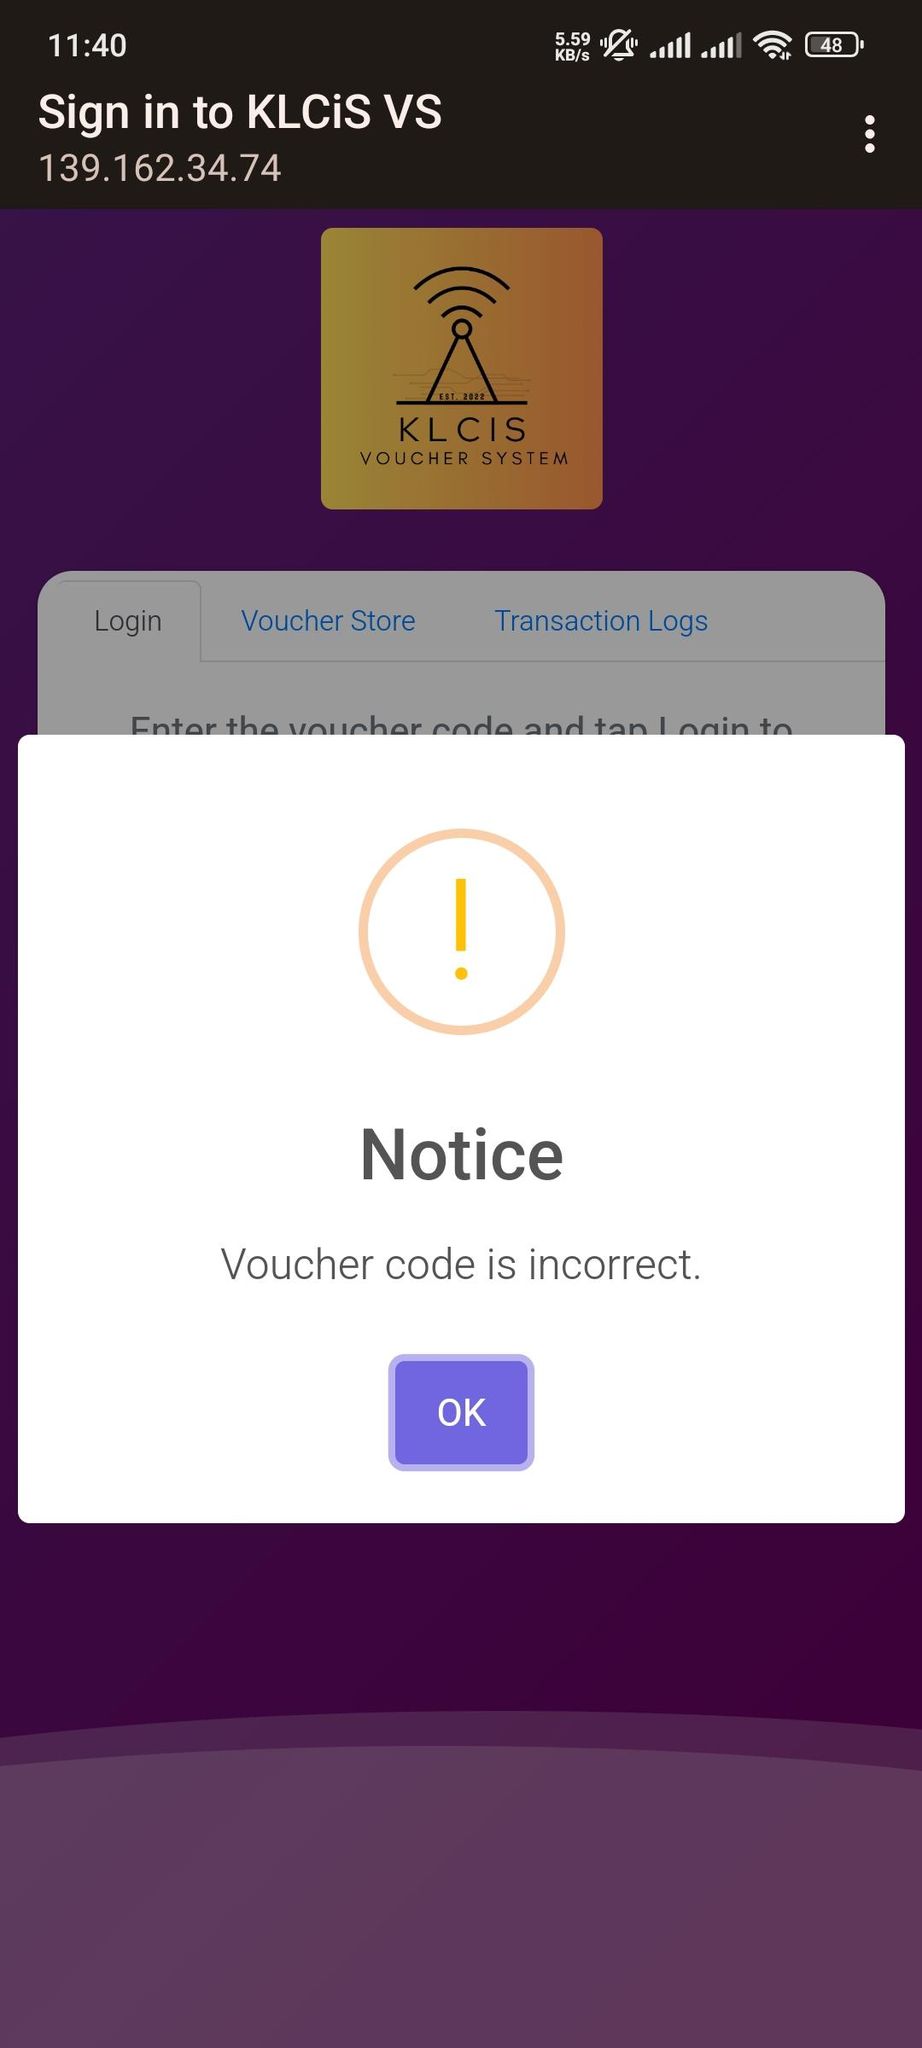 11:40
5.59
KB/s
48
Sign in to KLCiS VS
139.162.34.74
EST. 2022
KLCIS
VOUCHER SYSTEM
Login Voucher Store Transaction Logs
Enter the voucher code and tap Login to
!
Notice
Voucher code is incorrect.
OK